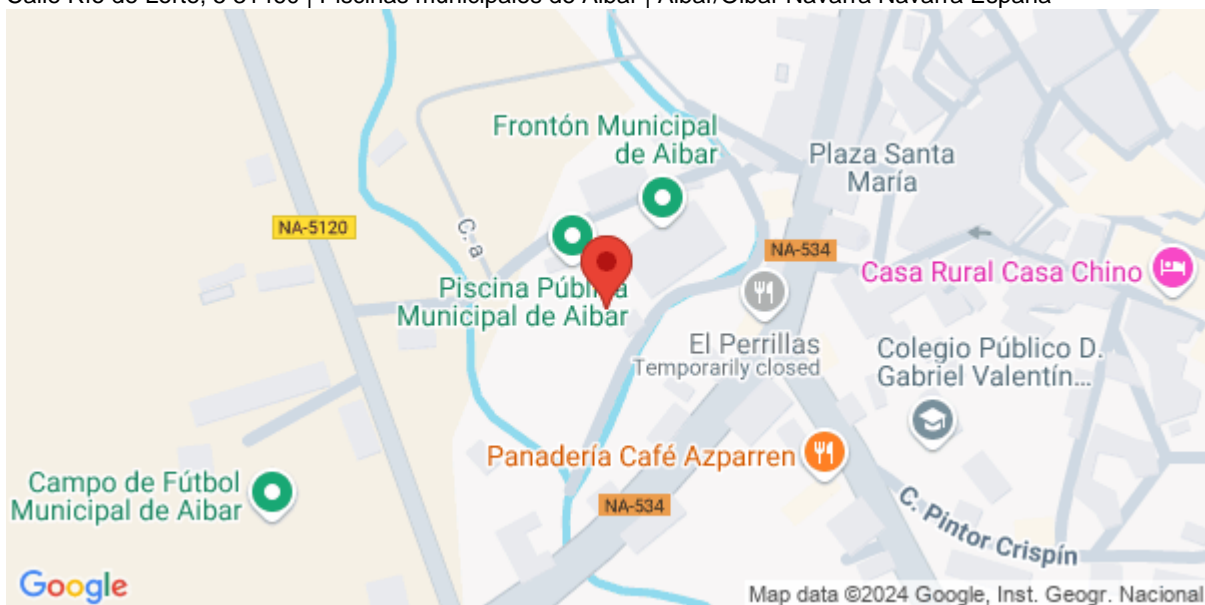 Calle Río de Lorte, 3 31460 | Piscinas municipales de Aibar | Aibar/Oibar Navarra Navarra España
Frontón Municipal
de Aibar
Plaza Santa
María
NA-5120
C. a
NA-534
Casa Rural Casa Chino
Piscina Pública
Municipal de Aibar
El Perrillas
Temporarily closed
Colegio Público D.
Gabriel Valentín...
Panadería Café Azparren
Campo de Fútbol
Municipal de Aibar
NA-534
C. Pintor Crispín
Google
Map data ©2024 Google, Inst. Geogr. Nacional